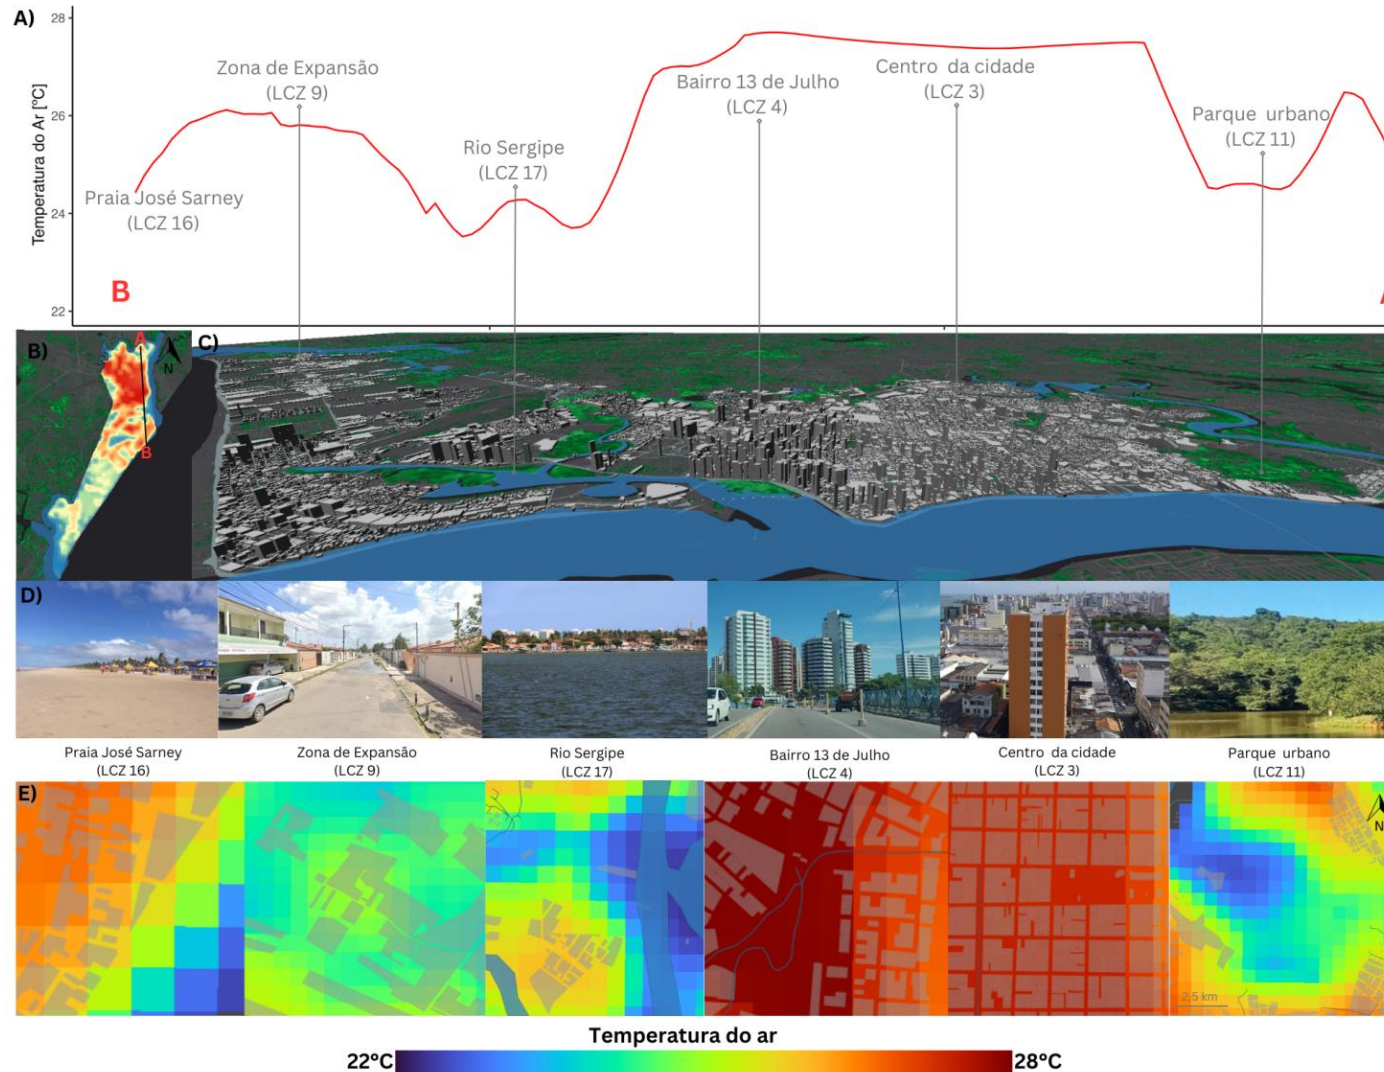 A)
28
26
24
22
Temperatura do Ar [ºC]
Zona de Expansão
(LCZ 9)
Rio Sergipe
(LCZ 17)
Bairro 13 de Julho
(LCZ 4)
Centro da cidade
(LCZ 3)
Parque urbano
(LCZ 11)
Praia José Sarney
(LCZ 16)
B
B)
A
N
B
C)
D)
Praia José Sarney
(LCZ 16)
Zona de Expansão
(LCZ 9)
Rio Sergipe
(LCZ 17)
Bairro 13 de Julho
(LCZ 4)
Centro da cidade
(LCZ 3)
Parque urbano
(LCZ 11)
E)
N
2,5 km
Temperatura do ar
22ºC
28ºC